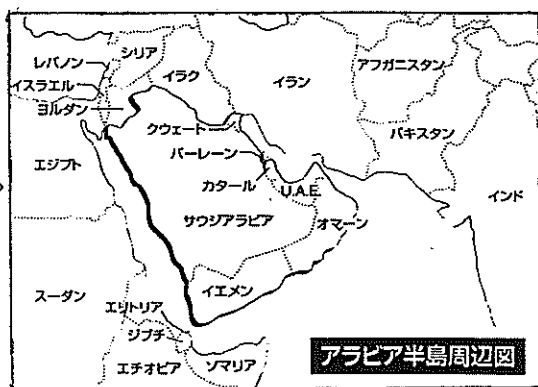 シリア
レバノン
イラク
イラン
アフガニスタン
イスラエル
ヨルダン
クウェート
パキスタン
バーレーン
エジプト
カタール
U.A.E.
インド
サウジアラビア
オマーン
イエメン
スーダン
エリトリア
ジブチ
エチオピア
ソマリア
アラビア半島周辺図